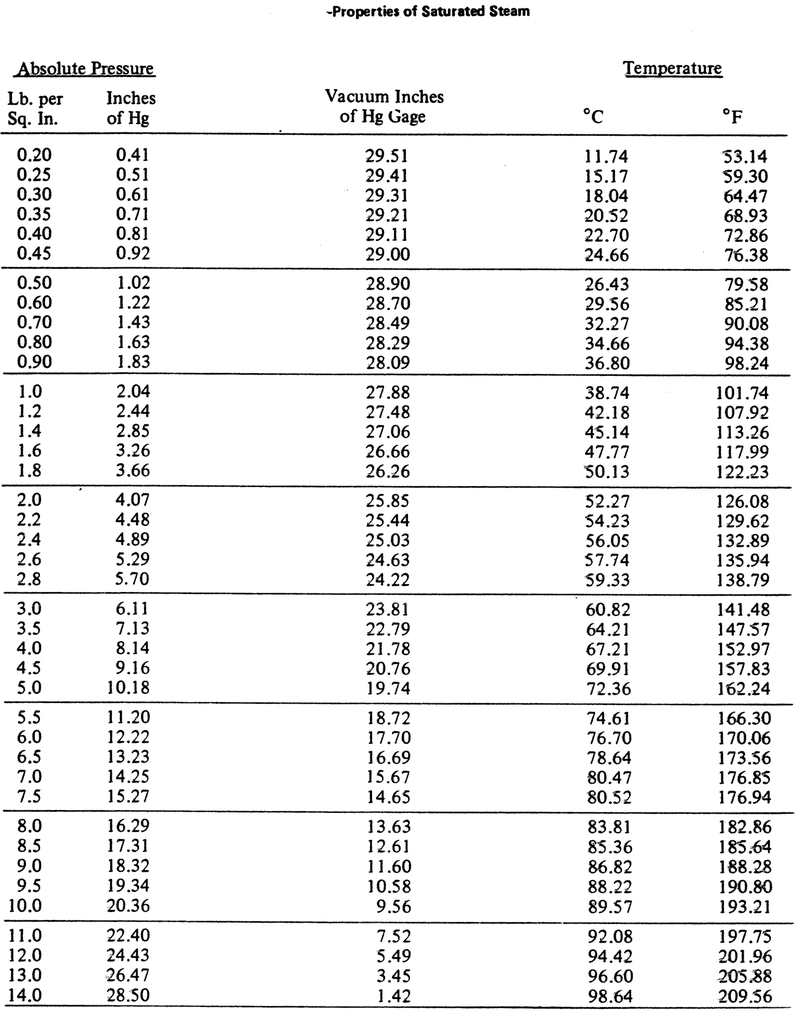 -Properties of Saturated Steam
Absolute Pressure Temperature
Lb. per Inches Vacuum Inches
Sq. In. of Hg of Hg Gage °C °F
0.20 0.41 29.51 11.74 53.14
0.25 0.51 29.41 15.17 59.30
0.30 0.61 29.31 18.04 64.47
0.35 0.71 29.21 20.52 68.93
0.40 0.81 29.11 22.70 72.86
0.45 0.92 29.00 24.66 76.38
0.50 1.02 28.90 26.43 79.58
0.60 1.22 28.70 29.56 85.21
0.70 1.43 28.49 32.27 90.08
0.80 1.63 28.29 34.66 94.38
0.90 1.83 28.09 36.80 98.24
1.0 2.04 27.88 38.74 101.74
1.2 2.44 27.48 42.18 107.92
1.4 2.85 27.06 45.14 113.26
1.6 3.26 26.66 47.77 117.99
1.8 3.66 26.26 50.13 122.23
2.0 4.07 25.85 52.27 126.08
2.2 4.48 25.44 54.23 129.62
2.4 4.89 25.03 56.05 132.89
2.6 5.29 24.63 57.74 135.94
2.8 5.70 24.22 59.33 138.79
3.0 6.11 23.81 60.82 141.48
3.5 7.13 22.79 64.21 147.57
4.0 8.14 21.78 67.21 152.97
4.5 9.16 20.76 69.91 157.83
5.0 10.18 19.74 72.36 162.24
5.5 11.20 18.72 74.61 166.30
6.0 12.22 17.70 76.70 170.06
6.5 13.23 16.69 78.64 173.56
7.0 14.25 15.67 80.47 176.85
7.5 15.27 14.65 80.52 176.94
8.0 16.29 13.63 83.81 182.86
8.5 17.31 12.61 85.36 185.64
9.0 18.32 11.60 86.82 188.28
9.5 19.34 10.58 88.22 190.80
10.0 20.36 9.56 89.57 193.21
11.0 22.40 7.52 92.08 197.75
12.0 24.43 5.49 94.42 201.96
13.0 26.47 3.45 96.60 205.88
14.0 28.50 1.42 98.64 209.56